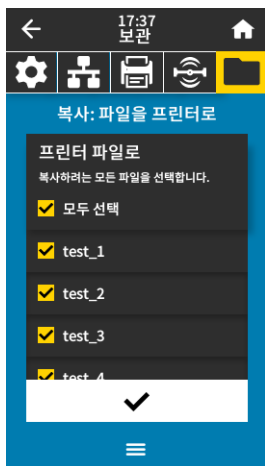 17:37
보관
복사: 파일을 프린터로
프린터 파일로
복사하려는 모든 파일을 선택합니다.
모두 선택
test_1
test_2
test_3
test_4